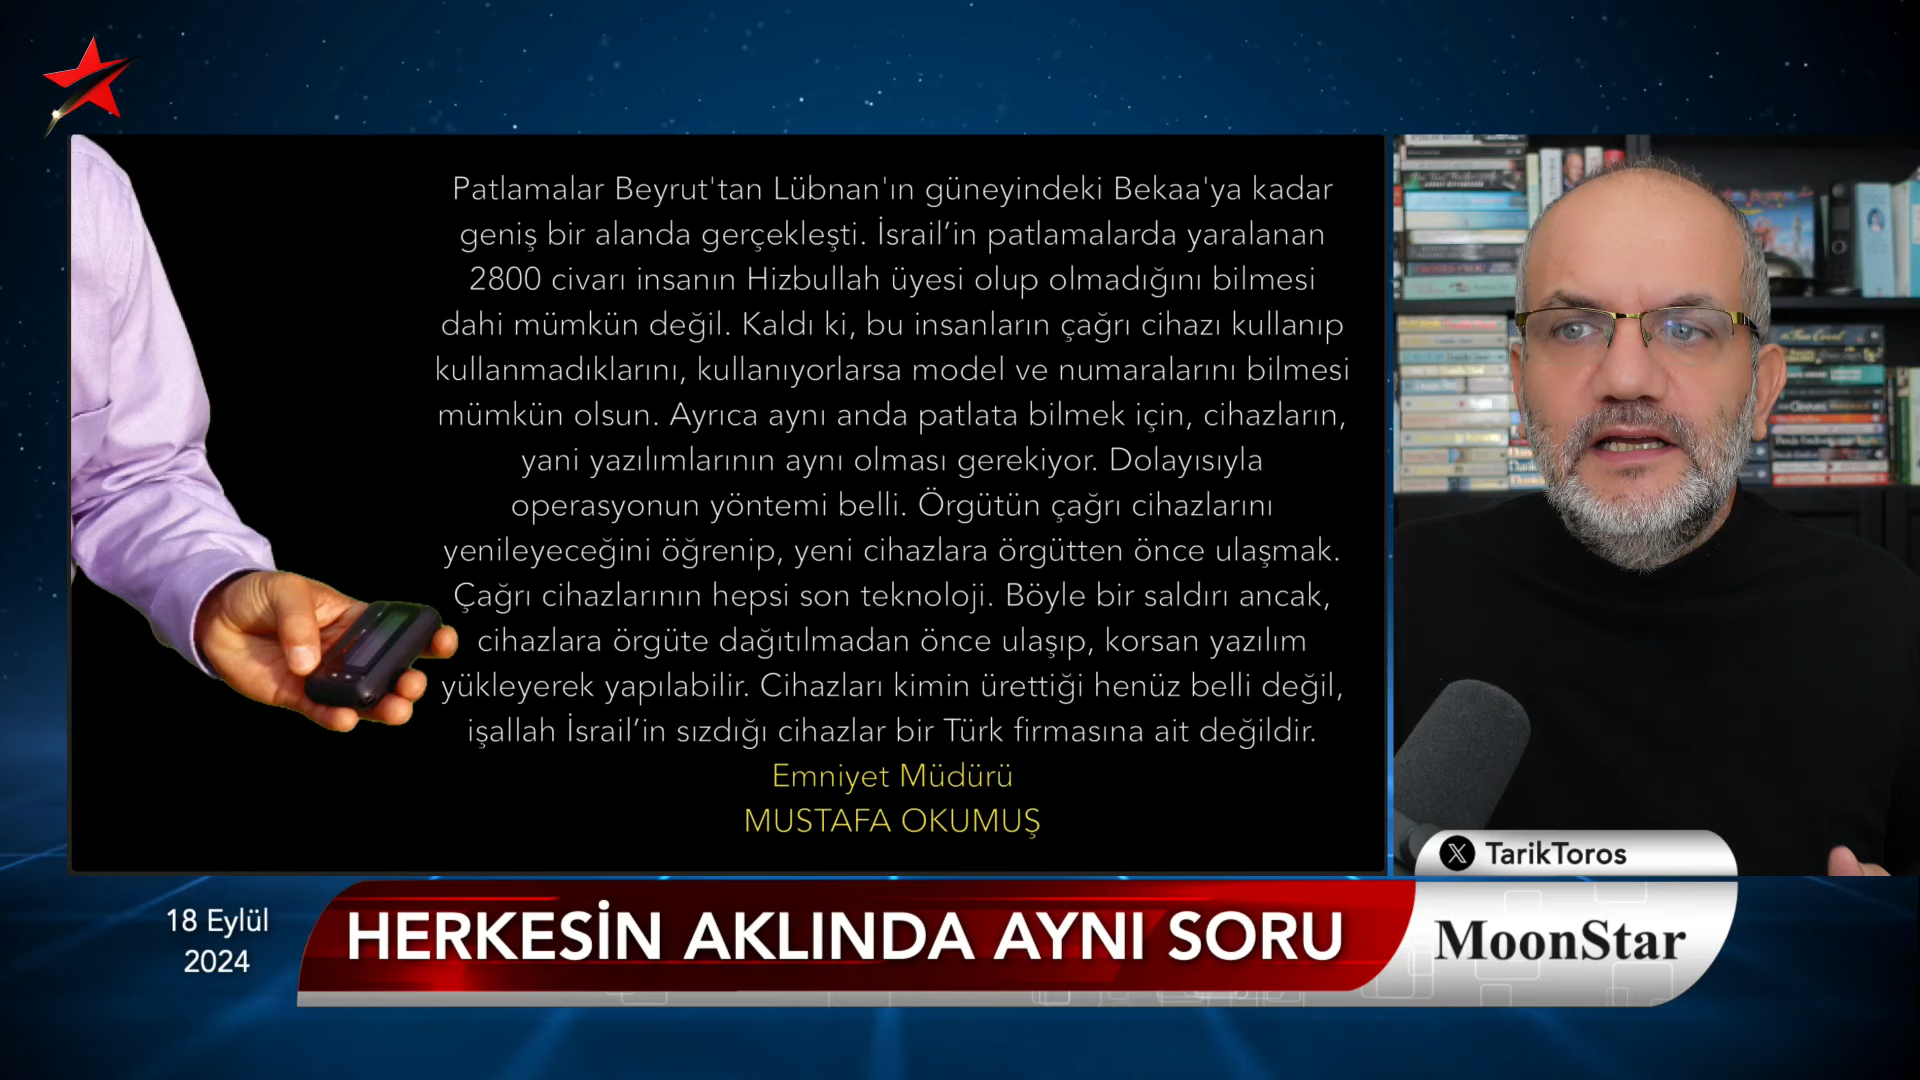 Patlamalar Beyrut'tan Lübnan'ın güneyindeki Bekaa'ya kadar
geniş bir alanda gerçekleşti. İsrail’in patlamalarda yaralanan
2800 civarı insanın Hizbullah üyesi olup olmadığını bilmesi
dahi mümkün değil. Kaldı ki, bu insanların çağrı cihazı kullanıp
kullanmadıklarını, kullanıyorlarsa model ve numaralarını bilmesi
mümkün olsun. Ayrıca aynı anda patlata bilmek için, cihazların,
yani yazılımlarının aynı olması gerekiyor. Dolayısıyla
operasyonun yöntemi belli. Örgütün çağrı cihazlarını
yenileyeceğini öğrenip, yeni cihazlara örgütten önce ulaşmak.
Çağrı cihazlarının hepsi son teknoloji. Böyle bir saldırı ancak,
cihazlara örgüte dağıtılmadan önce ulaşıp, korsan yazılım
yükleyerek yapılabilir. Cihazları kimin ürettiği henüz belli değil,
işallah İsrail’in sızdığı cihazlar bir Türk firmasına ait değildir.
Emniyet Müdürü
MUSTAFA OKUMUŞ
X TarikToros
18 Eylül
2024
HERKESİN AKLINDA AYNI SORU
MoonStar